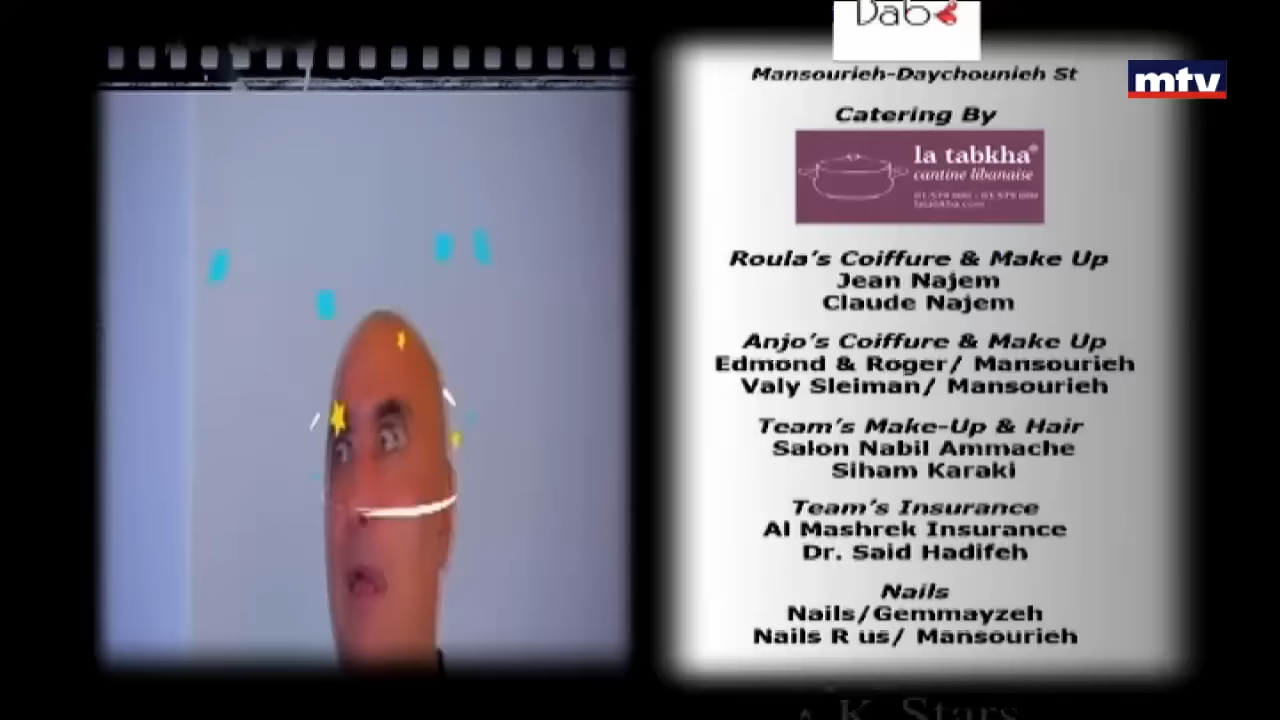 Dab
Mansourieh-Daychounieh St
mtv
Catering By
la tabkha®
cantine libanaise
Roula's Coiffure & Make Up
Jean Najem
Claude Najem
Anjo's Coiffure & Make Up
Edmond & Roger/ Mansourieh
Valy Sleiman/ Mansourieh
Team's Make-Up & Hair
Salon Nabil Ammache
Siham Karaki
Team's Insurance
Al Mashrek Insurance
Dr. Said Hadifeh
Nails
Nails/Gemmayzeh
Nails R us/ Mansourieh
K Stars